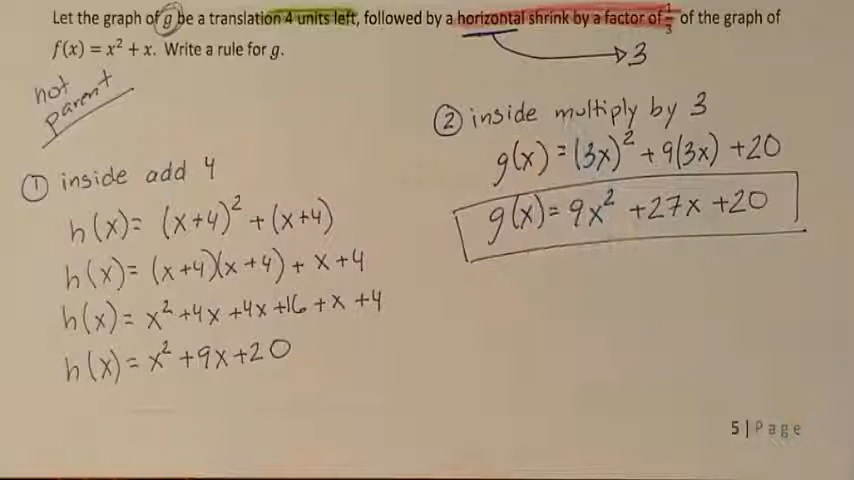 Let the graph of g be a translation 4 units left, followed by a horizontal shrink by a factor of 1/3 of the graph of
f(x) = x² + x. Write a rule for g.
→3
not
parent
① inside add 4
h(x) = (x+4)² + (x+4)
h(x) = (x+4)(x+4) + x+4
h(x) = x² +4x +4x +16 +x +4
h(x) = x² +9x+20
② inside multiply by 3
g(x) = (3x)² + 9(3x) +20
g(x) = 9x² +27x +20
5 | Page